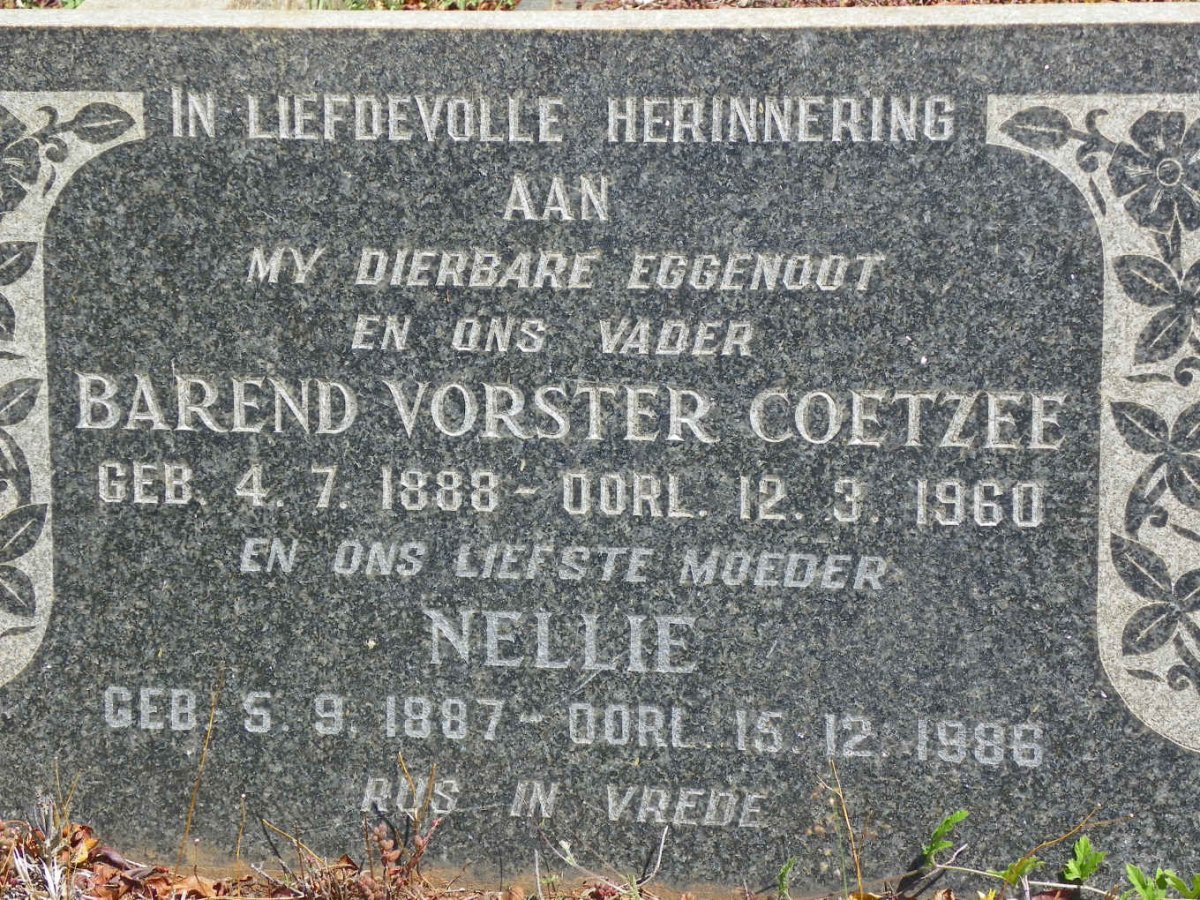 IN LIEFDEVOLLE HERINNERING
AAN
MY DIERBARE EGGENOOT
EN ONS VADER
BAREND VORSTER COETZEE
GEB. 4. 7. 1888 - OORL. 12. 3. 1960
EN ONS LIEFSTE MOEDER
NELLIE
GEB. 5. 9. 1887 - OORL. 15. 12. 1986
RUS IN VREDE